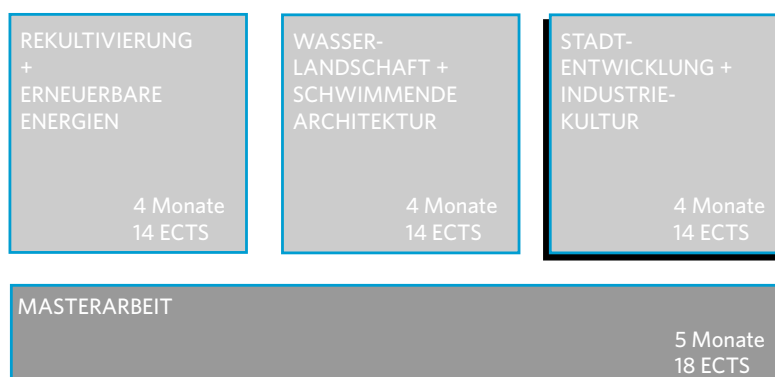 REKULTIVIERUNG
+
ERNEUERBARE
ENERGIEN
4 Monate
14 ECTS
WASSER-
LANDSCHAFT +
SCHWIMMENDE
ARCHITEKTUR
4 Monate
14 ECTS
STADT-
ENTWICKLUNG +
INDUSTRIE-
KULTUR
4 Monate
14 ECTS
MASTERARBEIT
5 Monate
18 ECTS